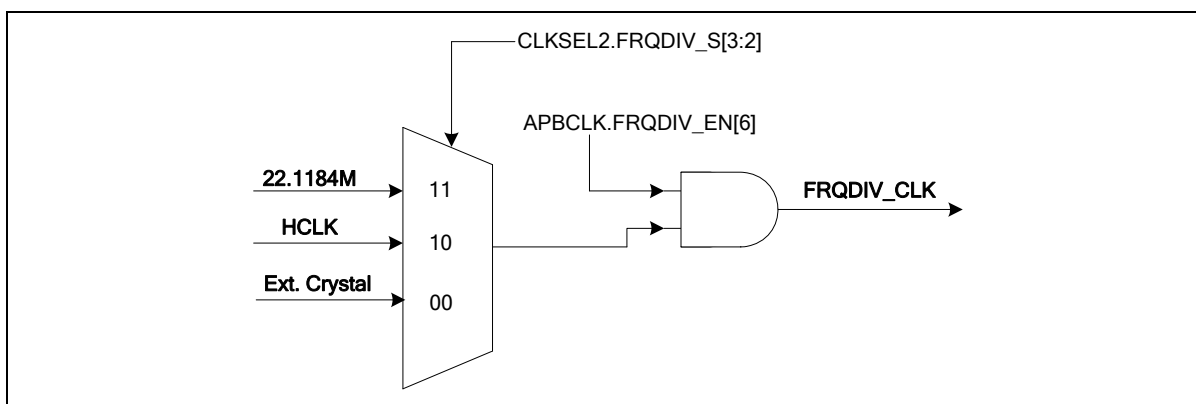 CLKSEL2.FRQDIV_S[3:2]
APBCLK.FRQDIV_EN[6]
22.1184M
11
FRQDIV_CLK
HCLK
10
Ext. Crystal
00